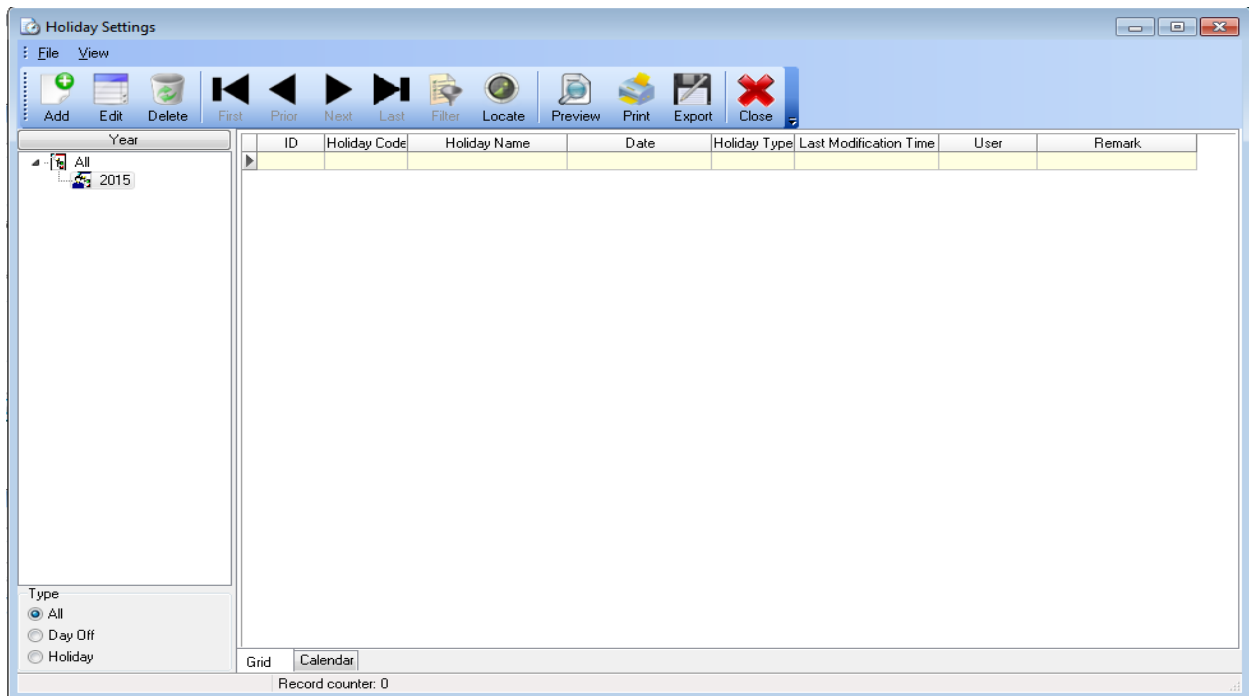 Holiday Settings
File View
Add Edit Delete First Prior Next Last Filter Locate Preview Print Export Close
Year
ID Holiday Code Holiday Name Date Holiday Type Last Modification Time User Remark
All
2015
Type
All
Day Off
Holiday
Grid Calendar
Record counter: 0